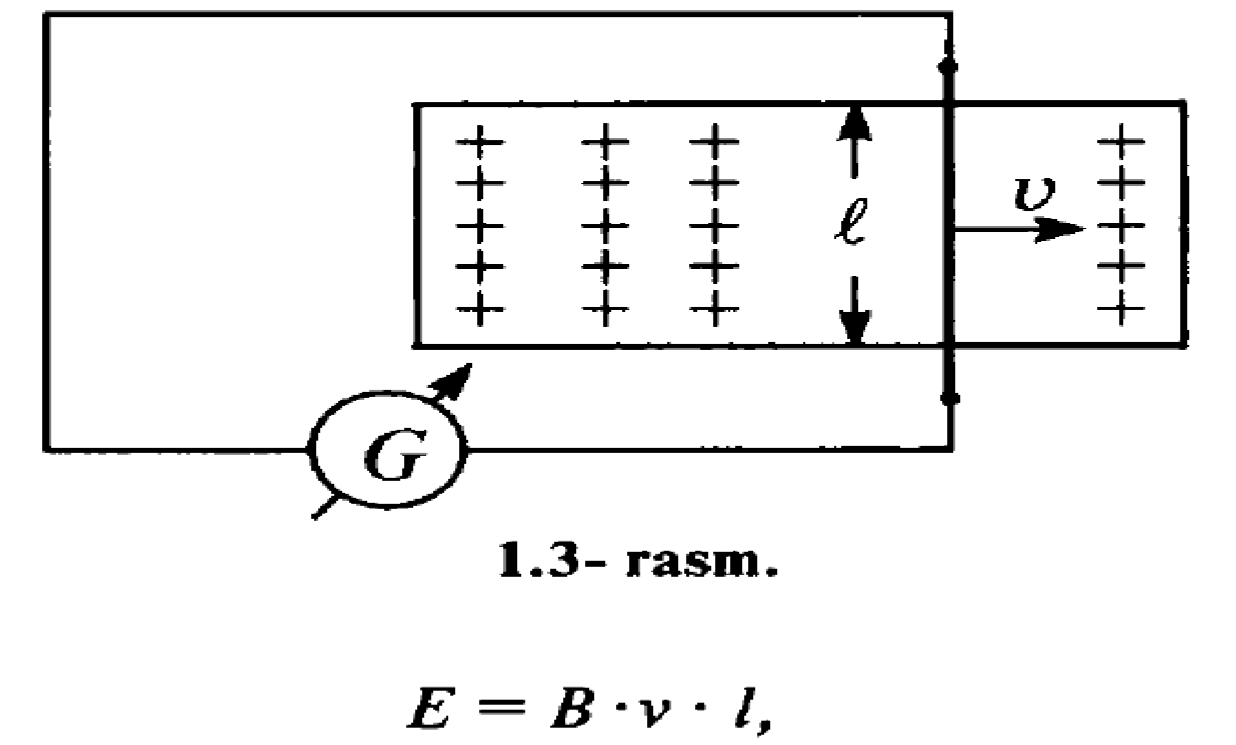 ℓ
υ
G
1.3- rasm.
E = B · v · l,